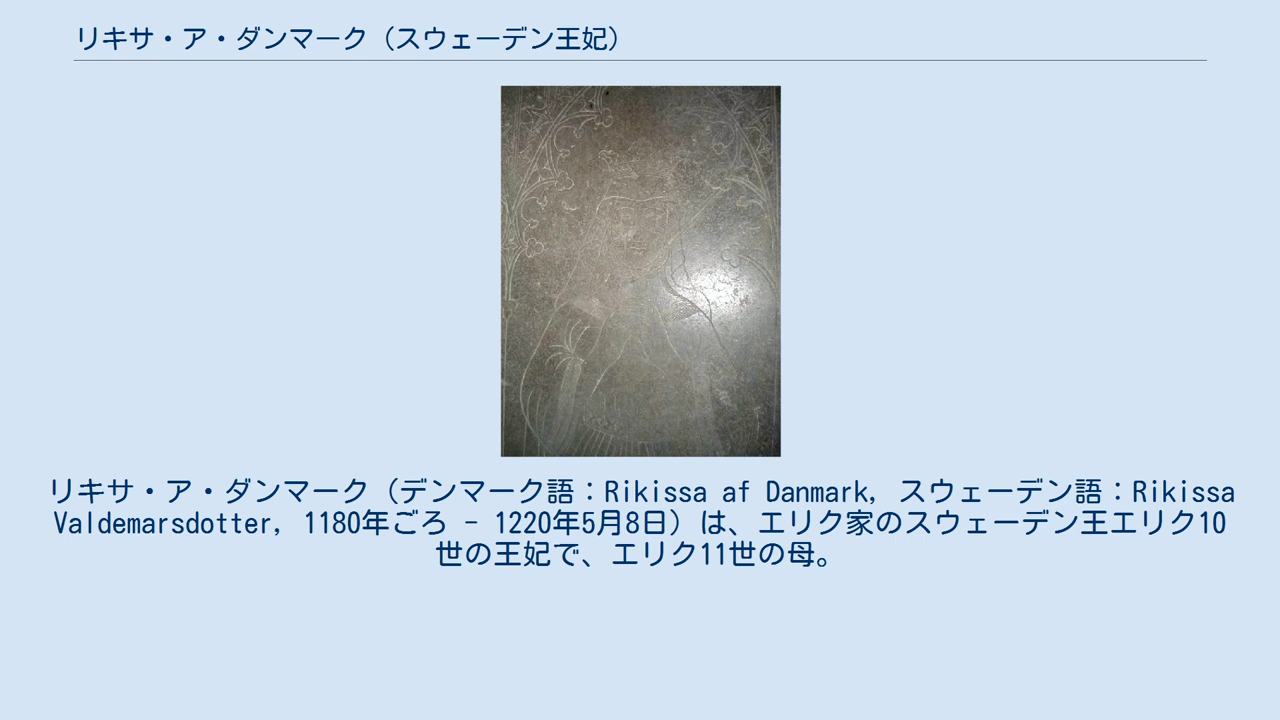 リキサ・ア・ダンマーク（スウェーデン王妃）
リキサ・ア・ダンマーク（デンマーク語：Rikissa af Danmark, スウェーデン語：Rikissa
Valdemarsdotter, 1180年ごろ - 1220年5月8日）は、エリク家のスウェーデン王エリク10
世の王妃で、エリク11世の母。